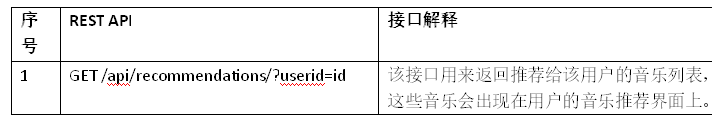 序号 REST API 接口解释
1 GET /api/recommendations/?userid=id 该接口用来返回推荐给该用户的音乐列表，
这些音乐会出现在用户的音乐推荐界面上。